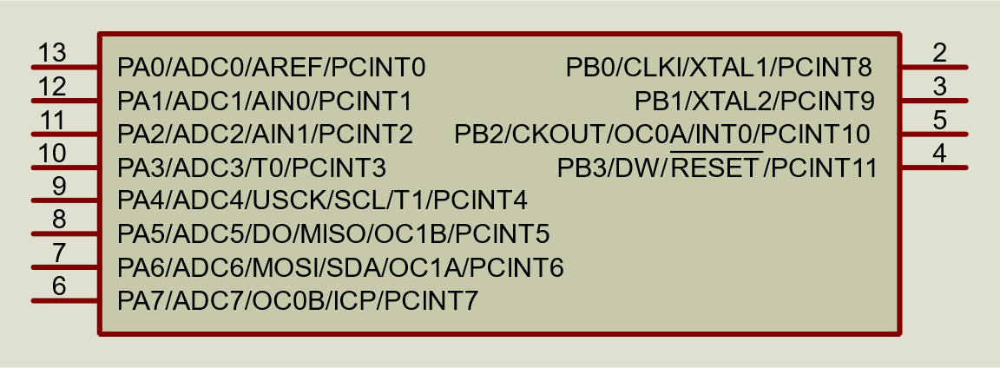 13 PA0/ADC0/AREF/PCINT0 PB0/CLKI/XTAL1/PCINT8 2
12 PA1/ADC1/AIN0/PCINT1 PB1/XTAL2/PCINT9 3
11 PA2/ADC2/AIN1/PCINT2 PB2/CKOUT/OC0A/INT0/PCINT10 5
10 PA3/ADC3/T0/PCINT3 PB3/DW/RESET/PCINT11 4
9 PA4/ADC4/USCK/SCL/T1/PCINT4
8 PA5/ADC5/DO/MISO/OC1B/PCINT5
7 PA6/ADC6/MOSI/SDA/OC1A/PCINT6
6 PA7/ADC7/OC0B/ICP/PCINT7